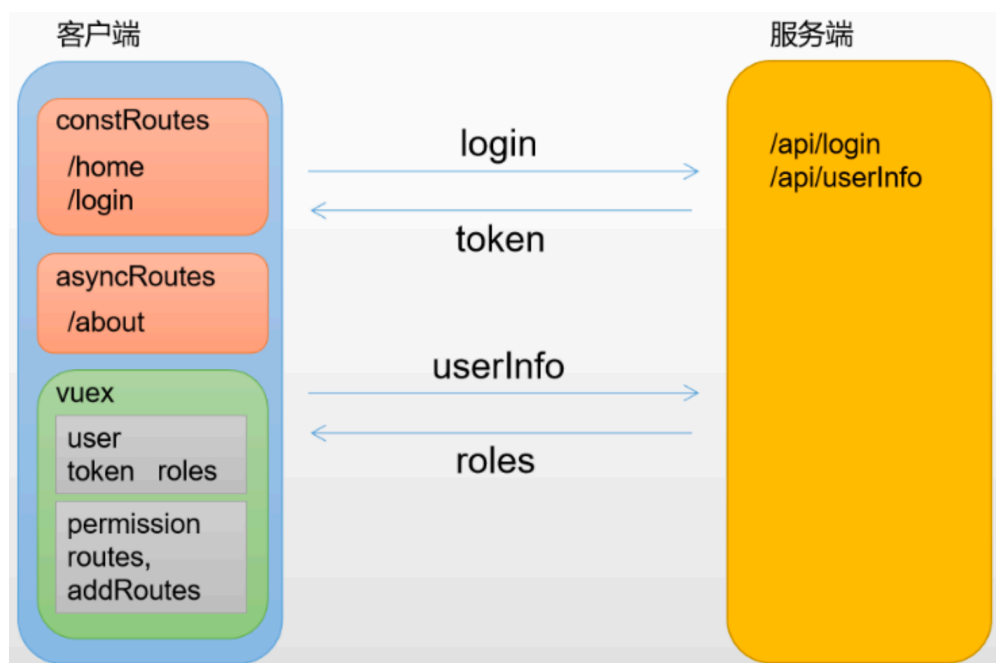 客户端
服务端
constRoutes
/home
/login
asyncRoutes
/about
vuex
user
token roles
permission
routes,
addRoutes
login
token
userInfo
roles
/api/login
/api/userInfo